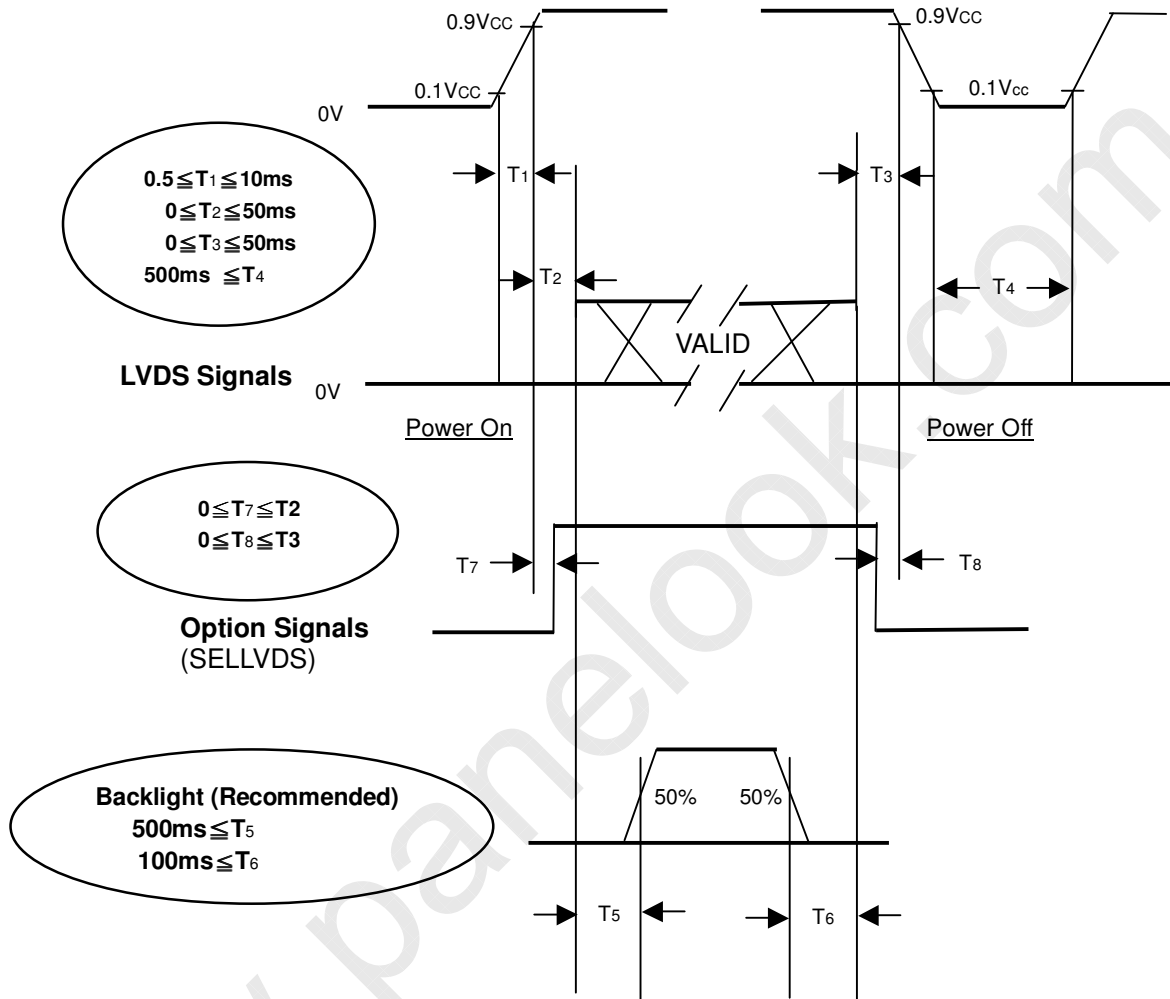 0.9VCC 0.9VCC
0.1VCC 0.1Vcc
0V
0.5≦T1≦10ms
0≦T2≦50ms
0≦T3≦50ms
500ms ≦T4
T1 T3
T2 T4
VALID
LVDS Signals
0V
Power On Power Off
0≦T7≦T2
0≦T8≦T3
T7 T8
Option Signals
(SELLVDS)
Backlight (Recommended)
500ms≦T5
100ms≦T6
50% 50%
T5 T6
panelook.com